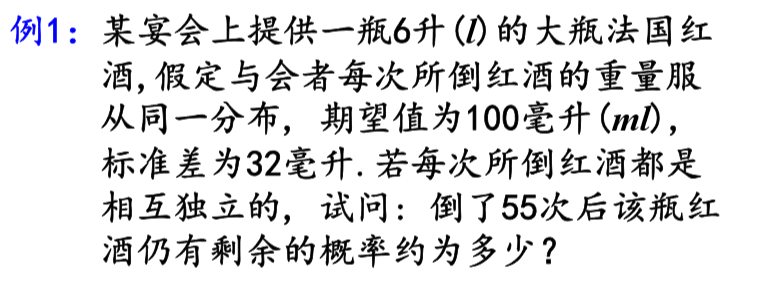 例1: 某宴会上提供一瓶6升(l)的大瓶法国红
酒,假定与会者每次所倒红酒的重量服
从同一分布, 期望值为100毫升(ml),
标准差为32毫升.若每次所倒红酒都是
相互独立的, 试问: 倒了55次后该瓶红
酒仍有剩余的概率约为多少?